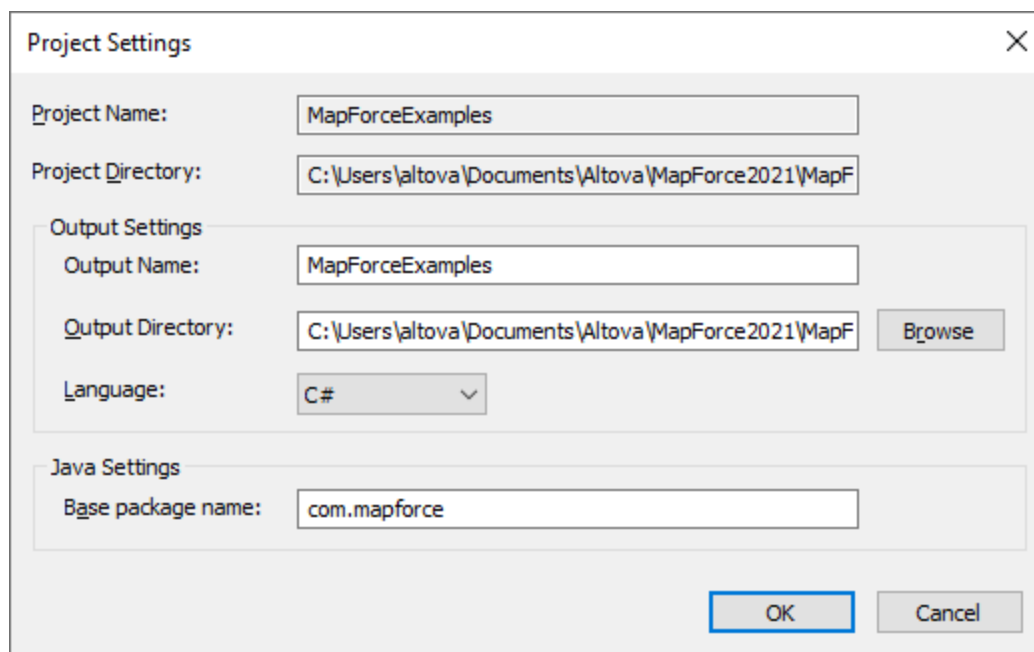 Project Settings
Project Name: MapForceExamples
Project Directory: C:\Users\altova\Documents\Altova\MapForce2021\MapF
Output Settings
Output Name: MapForceExamples
Output Directory: C:\Users\altova\Documents\Altova\MapForce2021\MapF Browse
Language: C#
Java Settings
Base package name: com.mapforce
OK Cancel